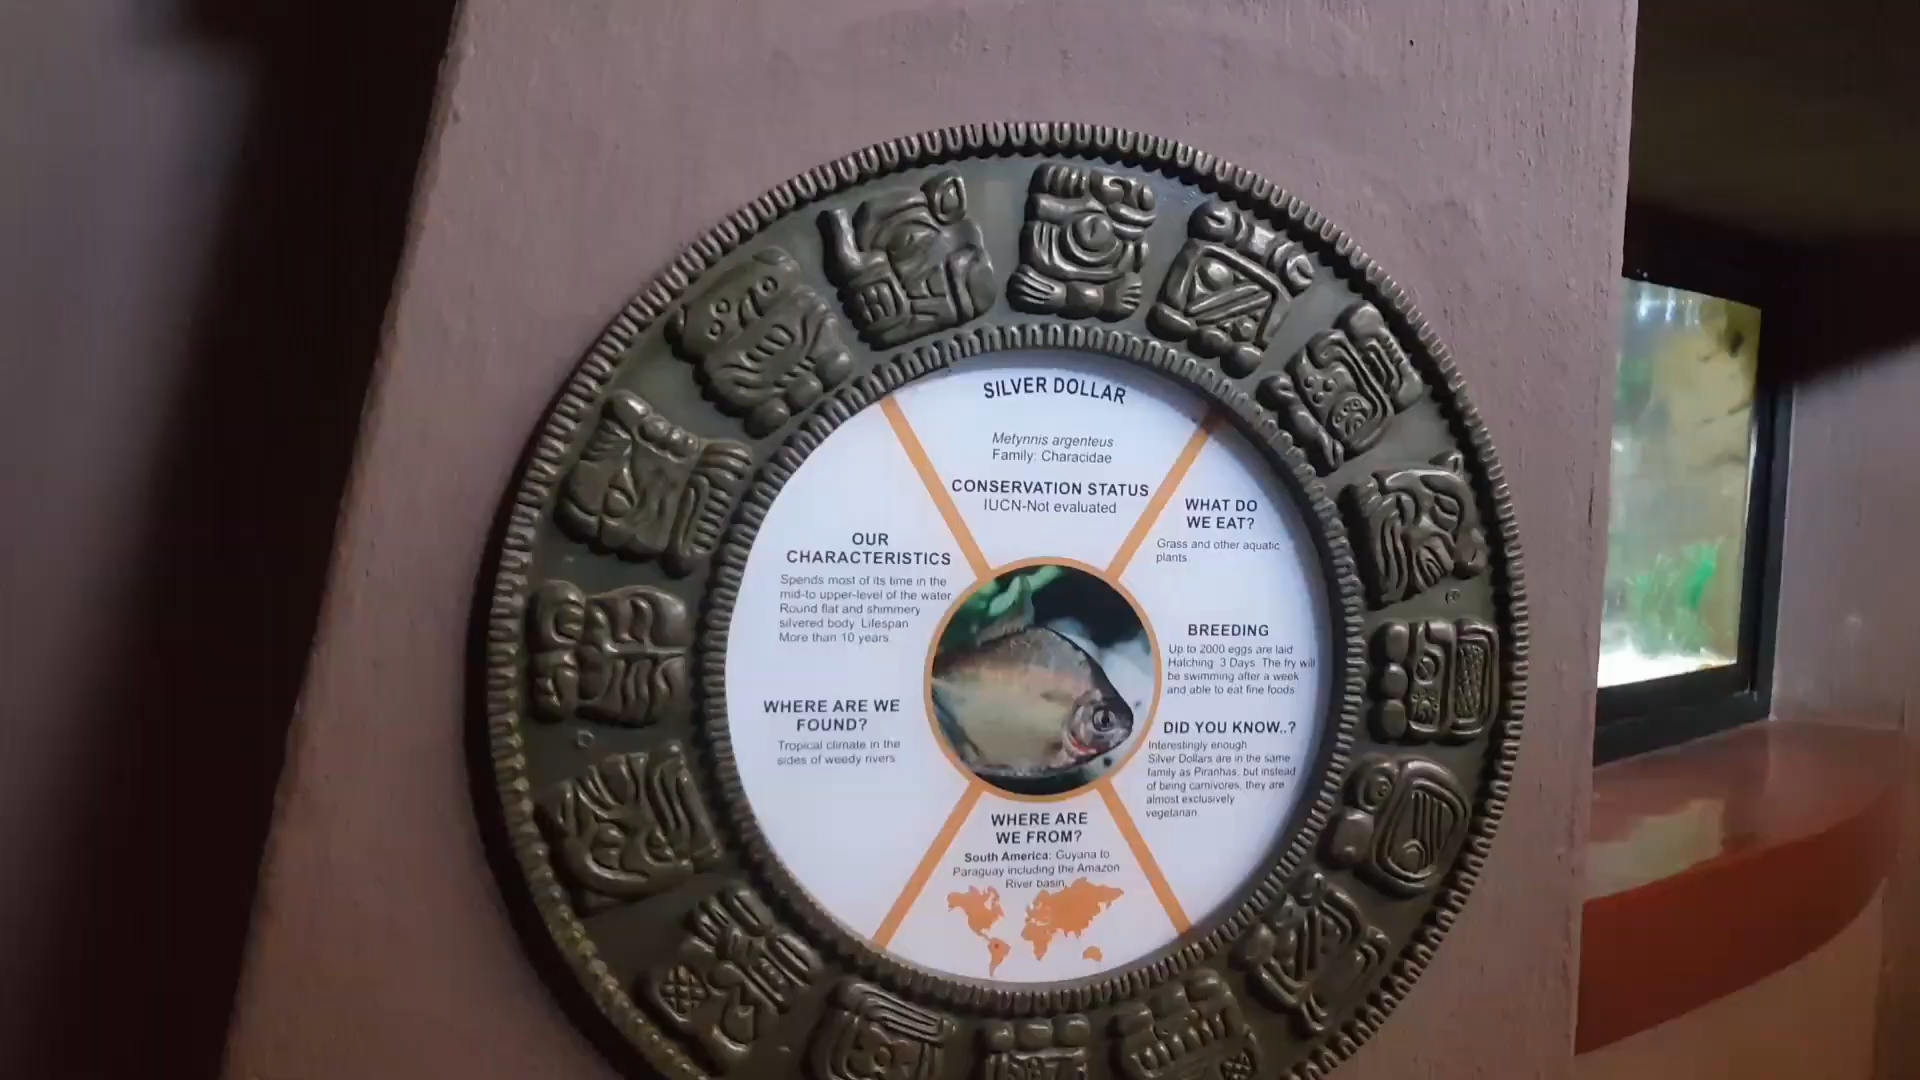 SILVER DOLLAR
Metynnis argenteus
Family: Characidae
CONSERVATION STATUS
IUCN-Not evaluated
WHAT DO
WE EAT?
Grass and other aquatic
plants
BREEDING
Up to 2000 eggs are laid
Hatching: 3 Days. The fry will
be swimming after a week
and able to eat fine foods
DID YOU KNOW..?
Interestingly enough
Silver Dollars are in the same
family as Piranhas, but instead
of being carnivores, they are
almost exclusively
vegetarian.
WHERE ARE
WE FROM?
South America: Guyana to
Paraguay including the Amazon
River basin.
WHERE ARE WE
FOUND?
Tropical climate in the
sides of weedy rivers
OUR
CHARACTERISTICS
Spends most of its time in the
mid-to upper-level of the water
Round flat and shimmery
silvered body. Lifespan
More than 10 years.